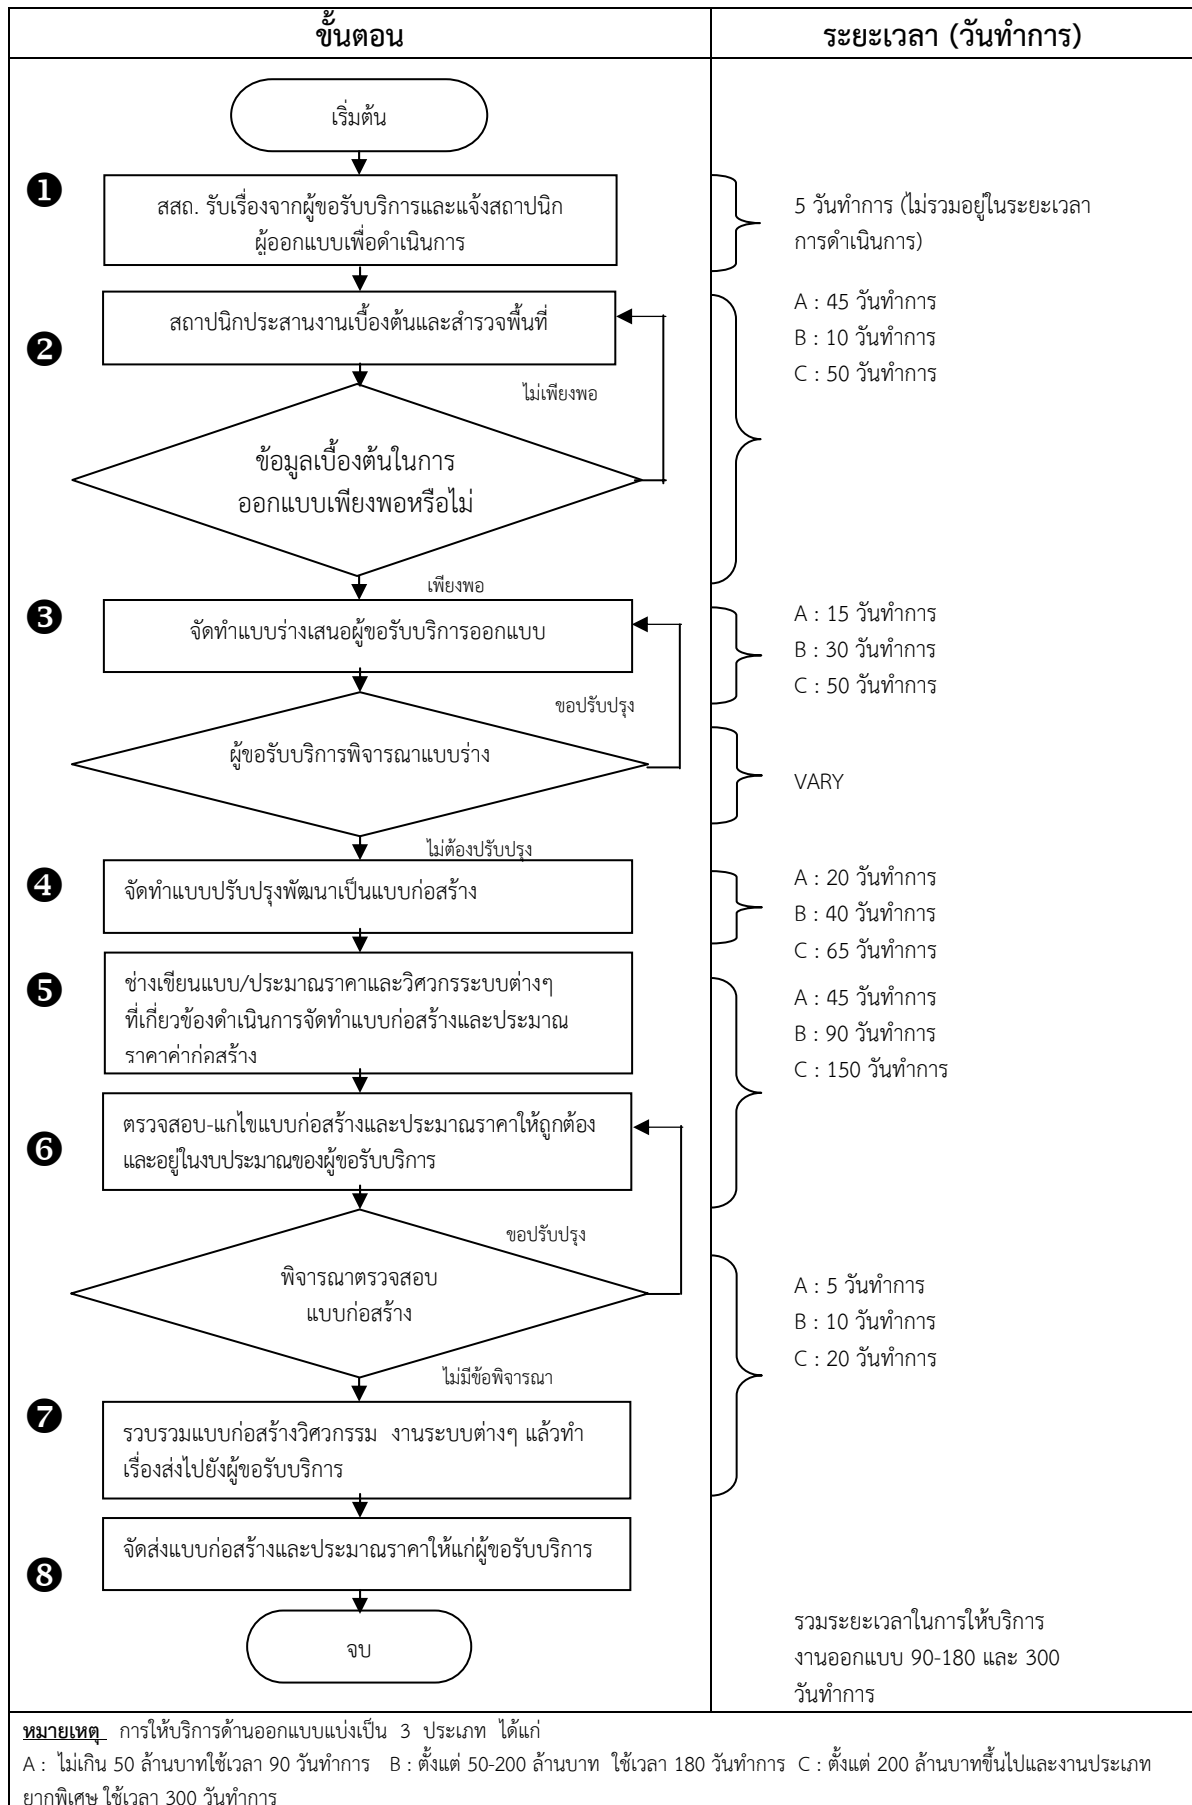 ขั้นตอน
ระยะเวลา (วันทำการ)
เริ่มต้น
❶
สสถ. รับเรื่องจากผู้ขอรับบริการและแจ้งสถาปนิก
ผู้ออกแบบเพื่อดำเนินการ
5 วันทำการ (ไม่รวมอยู่ในระยะเวลา
การดำเนินการ)
❷
สถาปนิกประสานงานเบื้องต้นและสำรวจพื้นที่
A : 45 วันทำการ
B : 10 วันทำการ
C : 50 วันทำการ
ไม่เพียงพอ
ข้อมูลเบื้องต้นในการ
ออกแบบเพียงพอหรือไม่
เพียงพอ
❸
จัดทำแบบร่างเสนอผู้ขอรับบริการออกแบบ
A : 15 วันทำการ
B : 30 วันทำการ
C : 50 วันทำการ
ขอปรับปรุง
ผู้ขอรับบริการพิจารณาแบบร่าง
VARY
ไม่ต้องปรับปรุง
❹
จัดทำแบบปรับปรุงพัฒนาเป็นแบบก่อสร้าง
A : 20 วันทำการ
B : 40 วันทำการ
C : 65 วันทำการ
❺
ช่างเขียนแบบ/ประมาณราคาและวิศวกรระบบต่างๆ
ที่เกี่ยวข้องดำเนินการจัดทำแบบก่อสร้างและประมาณ
ราคาค่าก่อสร้าง
A : 45 วันทำการ
B : 90 วันทำการ
C : 150 วันทำการ
❻
ตรวจสอบ-แก้ไขแบบก่อสร้างและประมาณราคาให้ถูกต้อง
และอยู่ในงบประมาณของผู้ขอรับบริการ
ขอปรับปรุง
พิจารณาตรวจสอบ
แบบก่อสร้าง
A : 5 วันทำการ
B : 10 วันทำการ
C : 20 วันทำการ
ไม่มีข้อพิจารณา
❼
รวบรวมแบบก่อสร้างวิศวกรรม งานระบบต่างๆ แล้วทำ
เรื่องส่งไปยังผู้ขอรับบริการ
❽
จัดส่งแบบก่อสร้างและประมาณราคาให้แก่ผู้ขอรับบริการ
จบ
รวมระยะเวลาในการให้บริการ
งานออกแบบ 90-180 และ 300
วันทำการ
หมายเหตุ การให้บริการด้านออกแบบแบ่งเป็น 3 ประเภท ได้แก่
A : ไม่เกิน 50 ล้านบาทใช้เวลา 90 วันทำการ B : ตั้งแต่ 50-200 ล้านบาท ใช้เวลา 180 วันทำการ C : ตั้งแต่ 200 ล้านบาทขึ้นไปและงานประเภท
ยากพิเศษ ใช้เวลา 300 วันทำการ